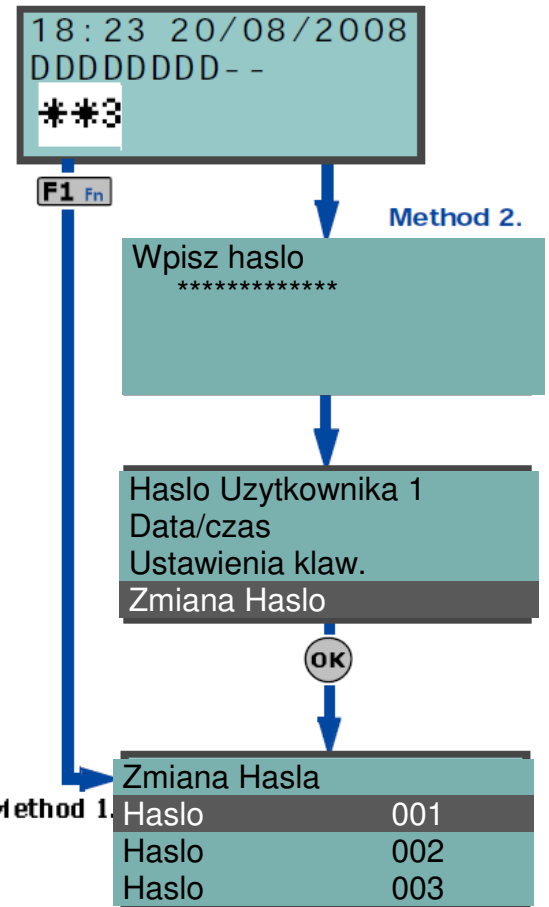 18:23 20/08/2008
DDDDDDDD--
**3
F1 Fn
Method 2.
Wpisz haslo
*************
Haslo Uzytkownika 1
Data/czas
Ustawienia klaw.
Zmiana Haslo
OK
Zmiana Hasla
Method 1.
Haslo 001
Haslo 002
Haslo 003